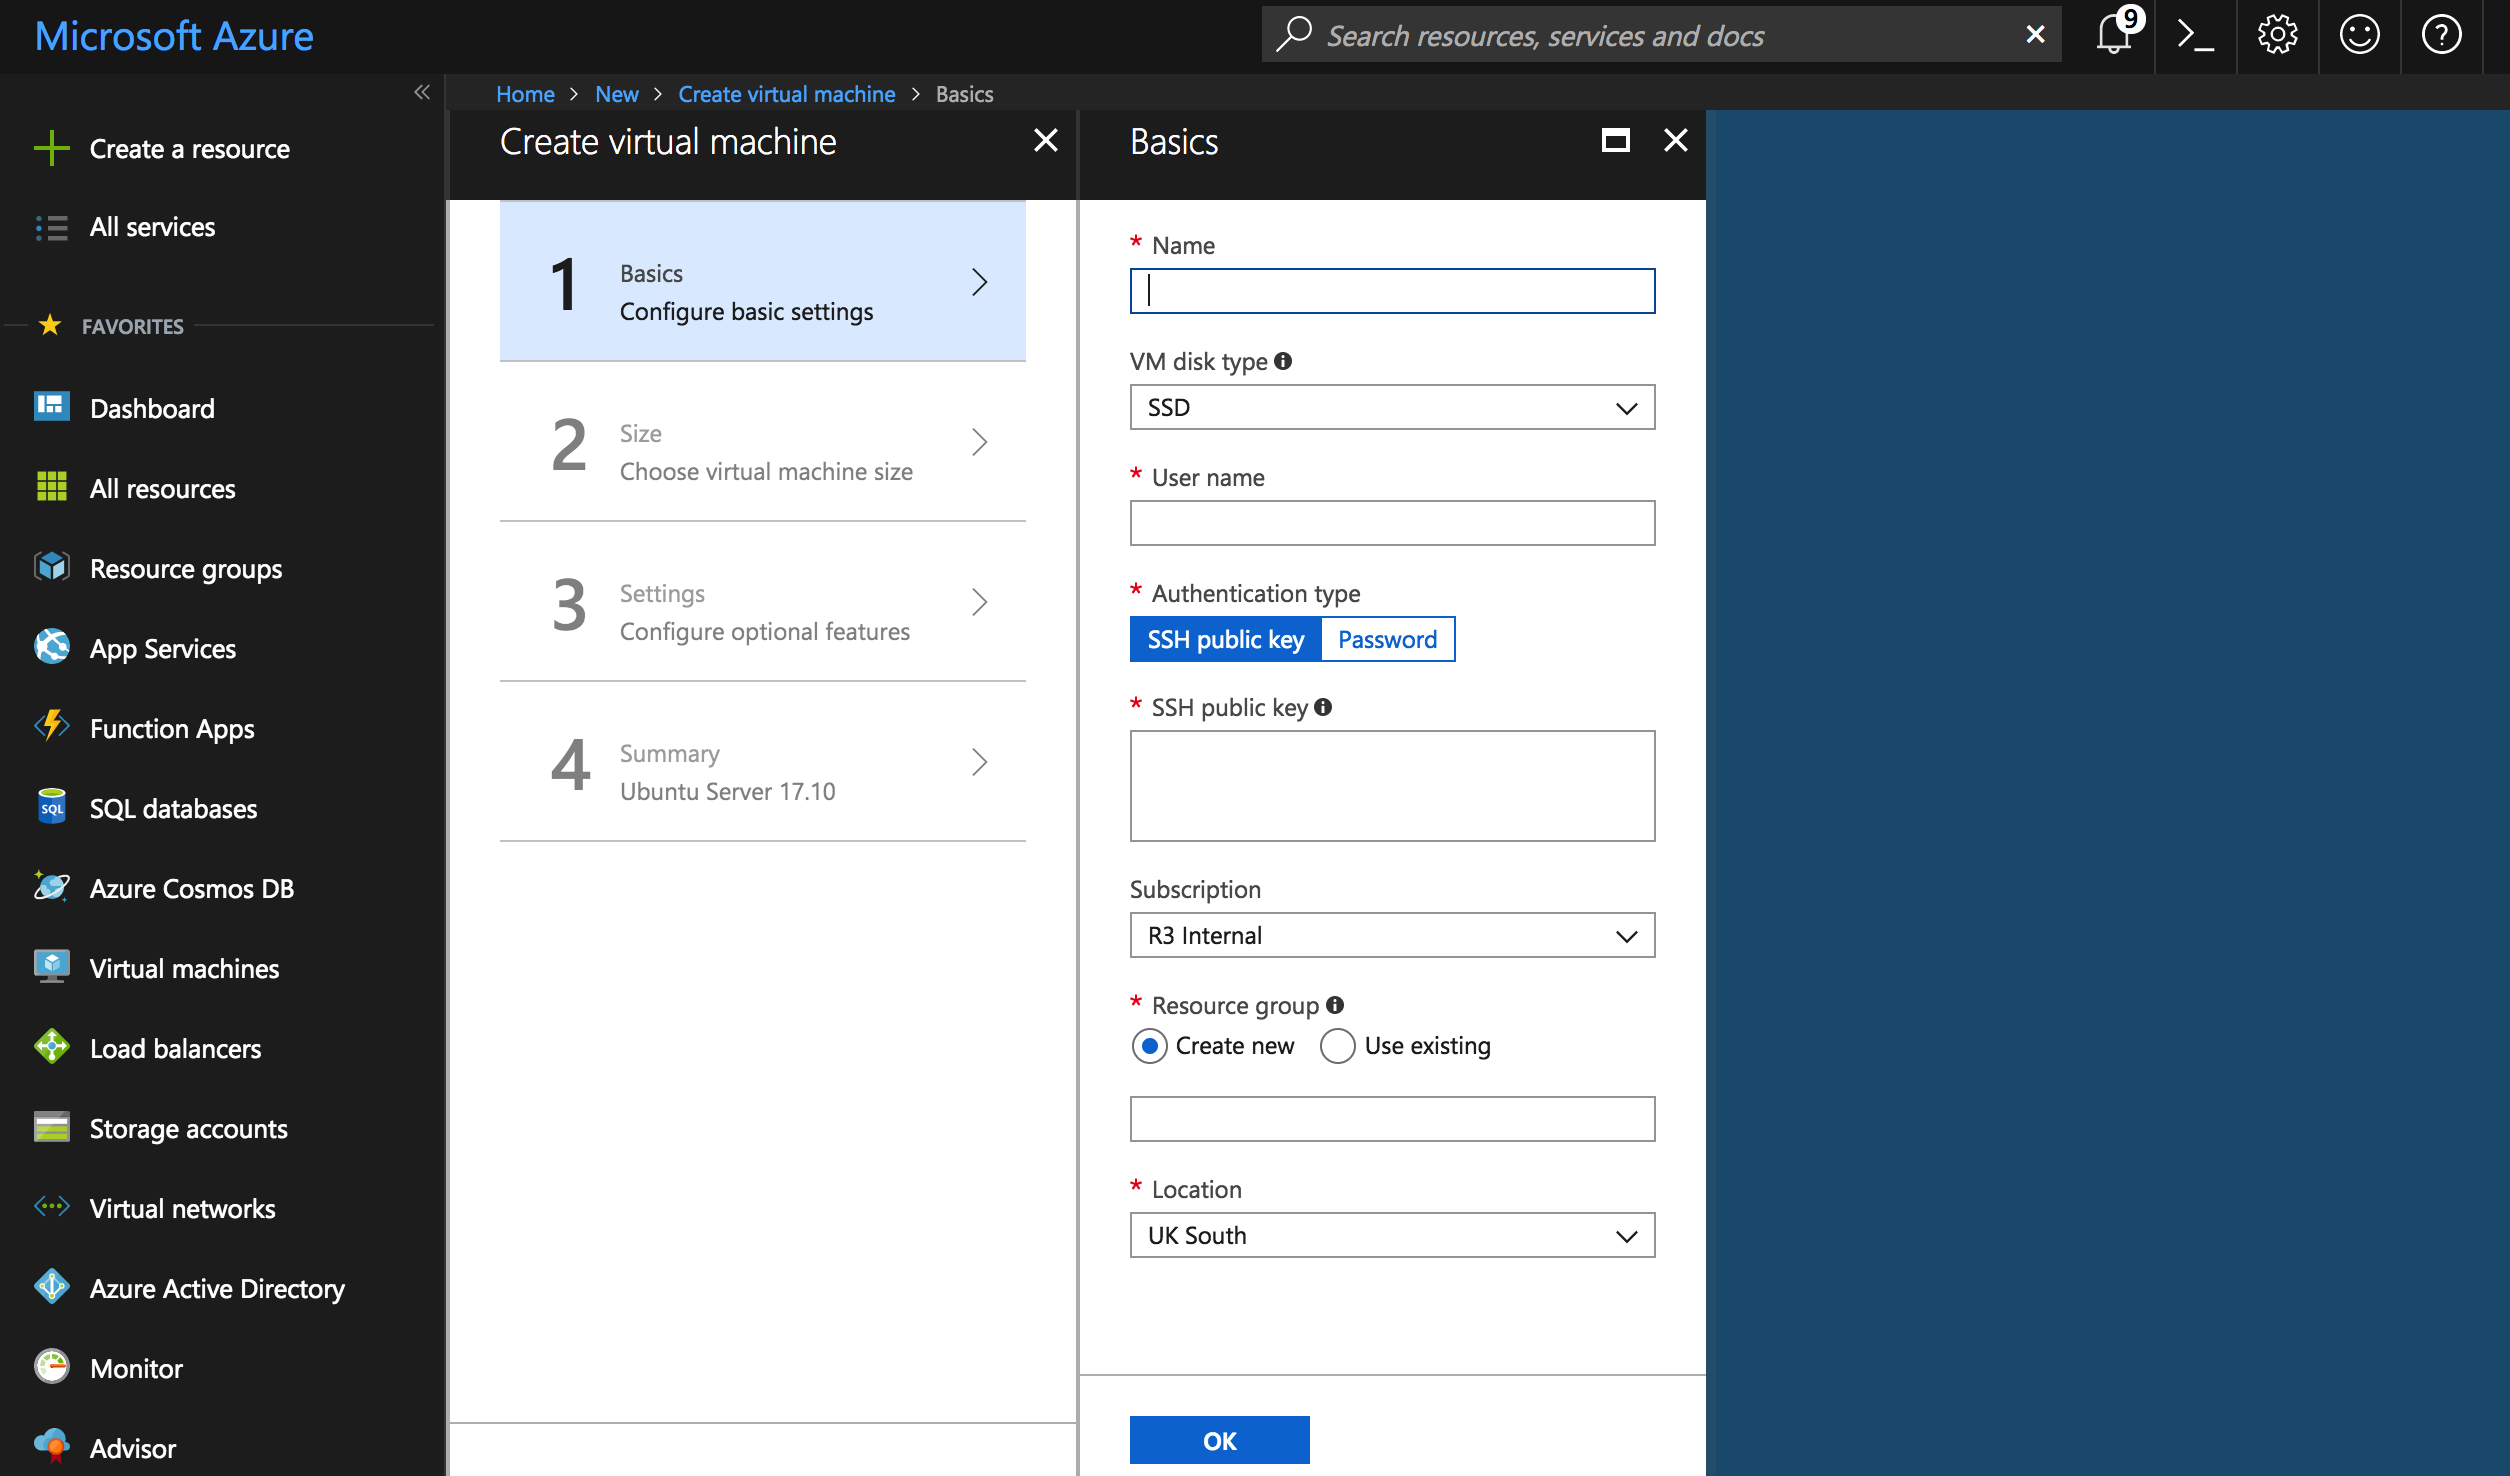 Microsoft Azure
Search resources, services and docs
9
Home > New > Create virtual machine > Basics
Create a resource
All services
FAVORITES
Dashboard
All resources
Resource groups
App Services
Function Apps
SQL
SQL databases
Azure Cosmos DB
Virtual machines
Load balancers
Storage accounts
Virtual networks
Azure Active Directory
Monitor
Advisor
Create virtual machine
1
Basics
Configure basic settings
2
Size
Choose virtual machine size
3
Settings
Configure optional features
4
Summary
Ubuntu Server 17.10
Basics
* Name
VM disk type
SSD
* User name
* Authentication type
SSH public key Password
* SSH public key
Subscription
R3 Internal
* Resource group
Create new Use existing
* Location
UK South
OK